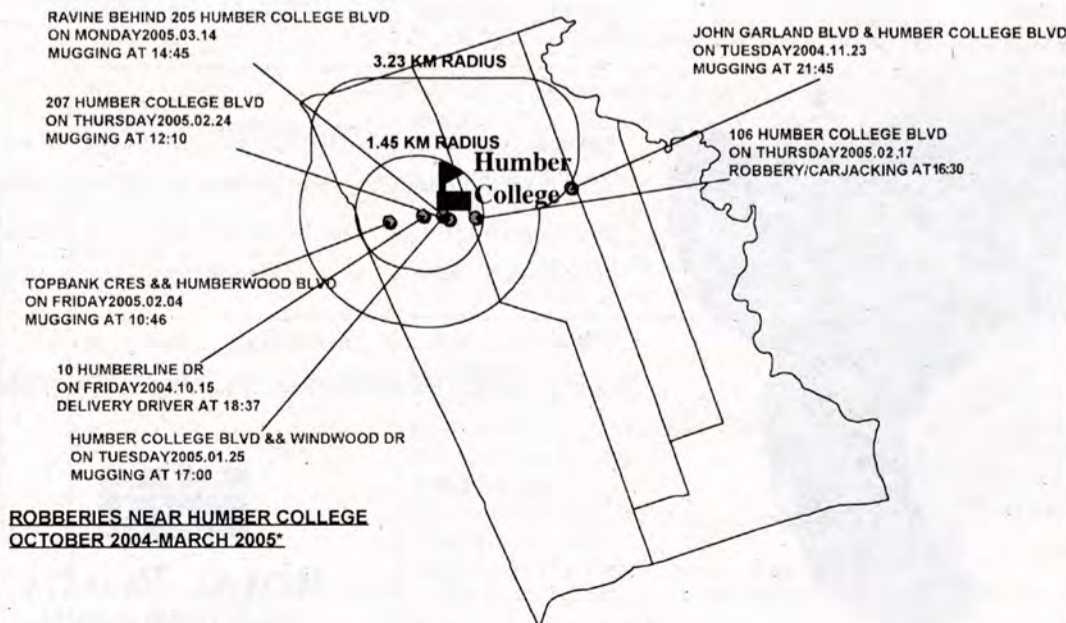 RAVINE BEHIND 205 HUMBER COLLEGE BLVD
ON MONDAY2005.03.14
MUGGING AT 14:45
3.23 KM RADIUS
JOHN GARLAND BLVD & HUMBER COLLEGE BLVD
ON TUESDAY2004.11.23
MUGGING AT 21:45
207 HUMBER COLLEGE BLVD
ON THURSDAY2005.02.24
MUGGING AT 12:10
1.45 KM RADIUS
106 HUMBER COLLEGE BLVD
ON THURSDAY2005.02.17
ROBBERY/CARJACKING AT16:30
Humber
College
TOPBANK CRES && HUMBERWOOD BLVD
ON FRIDAY2005.02.04
MUGGING AT 10:46
10 HUMBERLINE DR
ON FRIDAY2004.10.15
DELIVERY DRIVER AT 18:37
HUMBER COLLEGE BLVD && WINDWOOD DR
ON TUESDAY2005.01.25
MUGGING AT 17:00
ROBBERIES NEAR HUMBER COLLEGE
OCTOBER 2004-MARCH 2005*